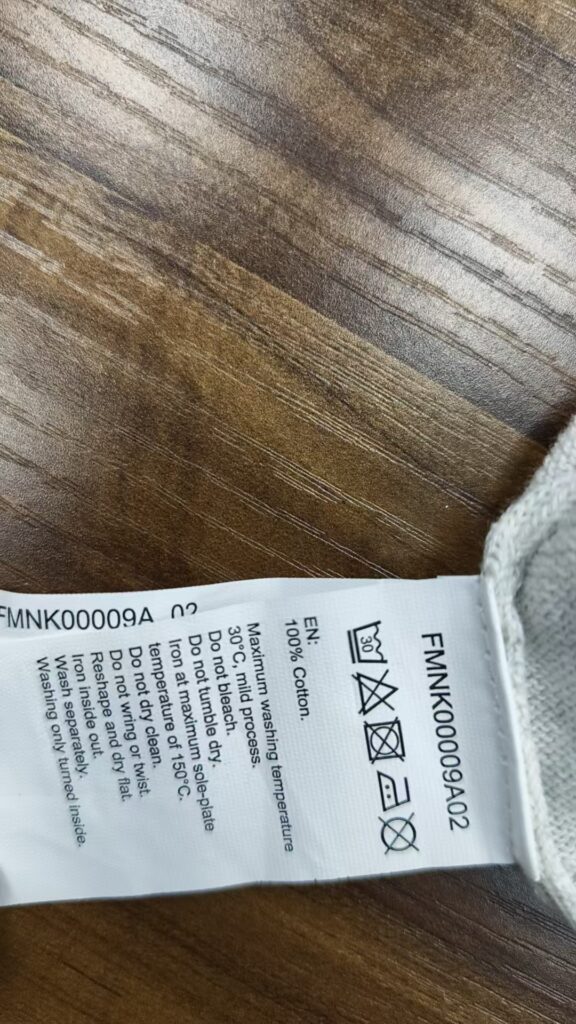 FMNK00009A02
30
EN:
100% Cotton.
Maximum washing temperature
30°C, mild process.
Do not bleach.
Do not tumble dry.
Iron at maximum sole-plate
temperature of 150°C.
Do not dry clean.
Do not wring or twist.
Reshape and dry flat.
Iron inside out.
Wash separately.
Washing only turned inside.
FMNK00009A 02